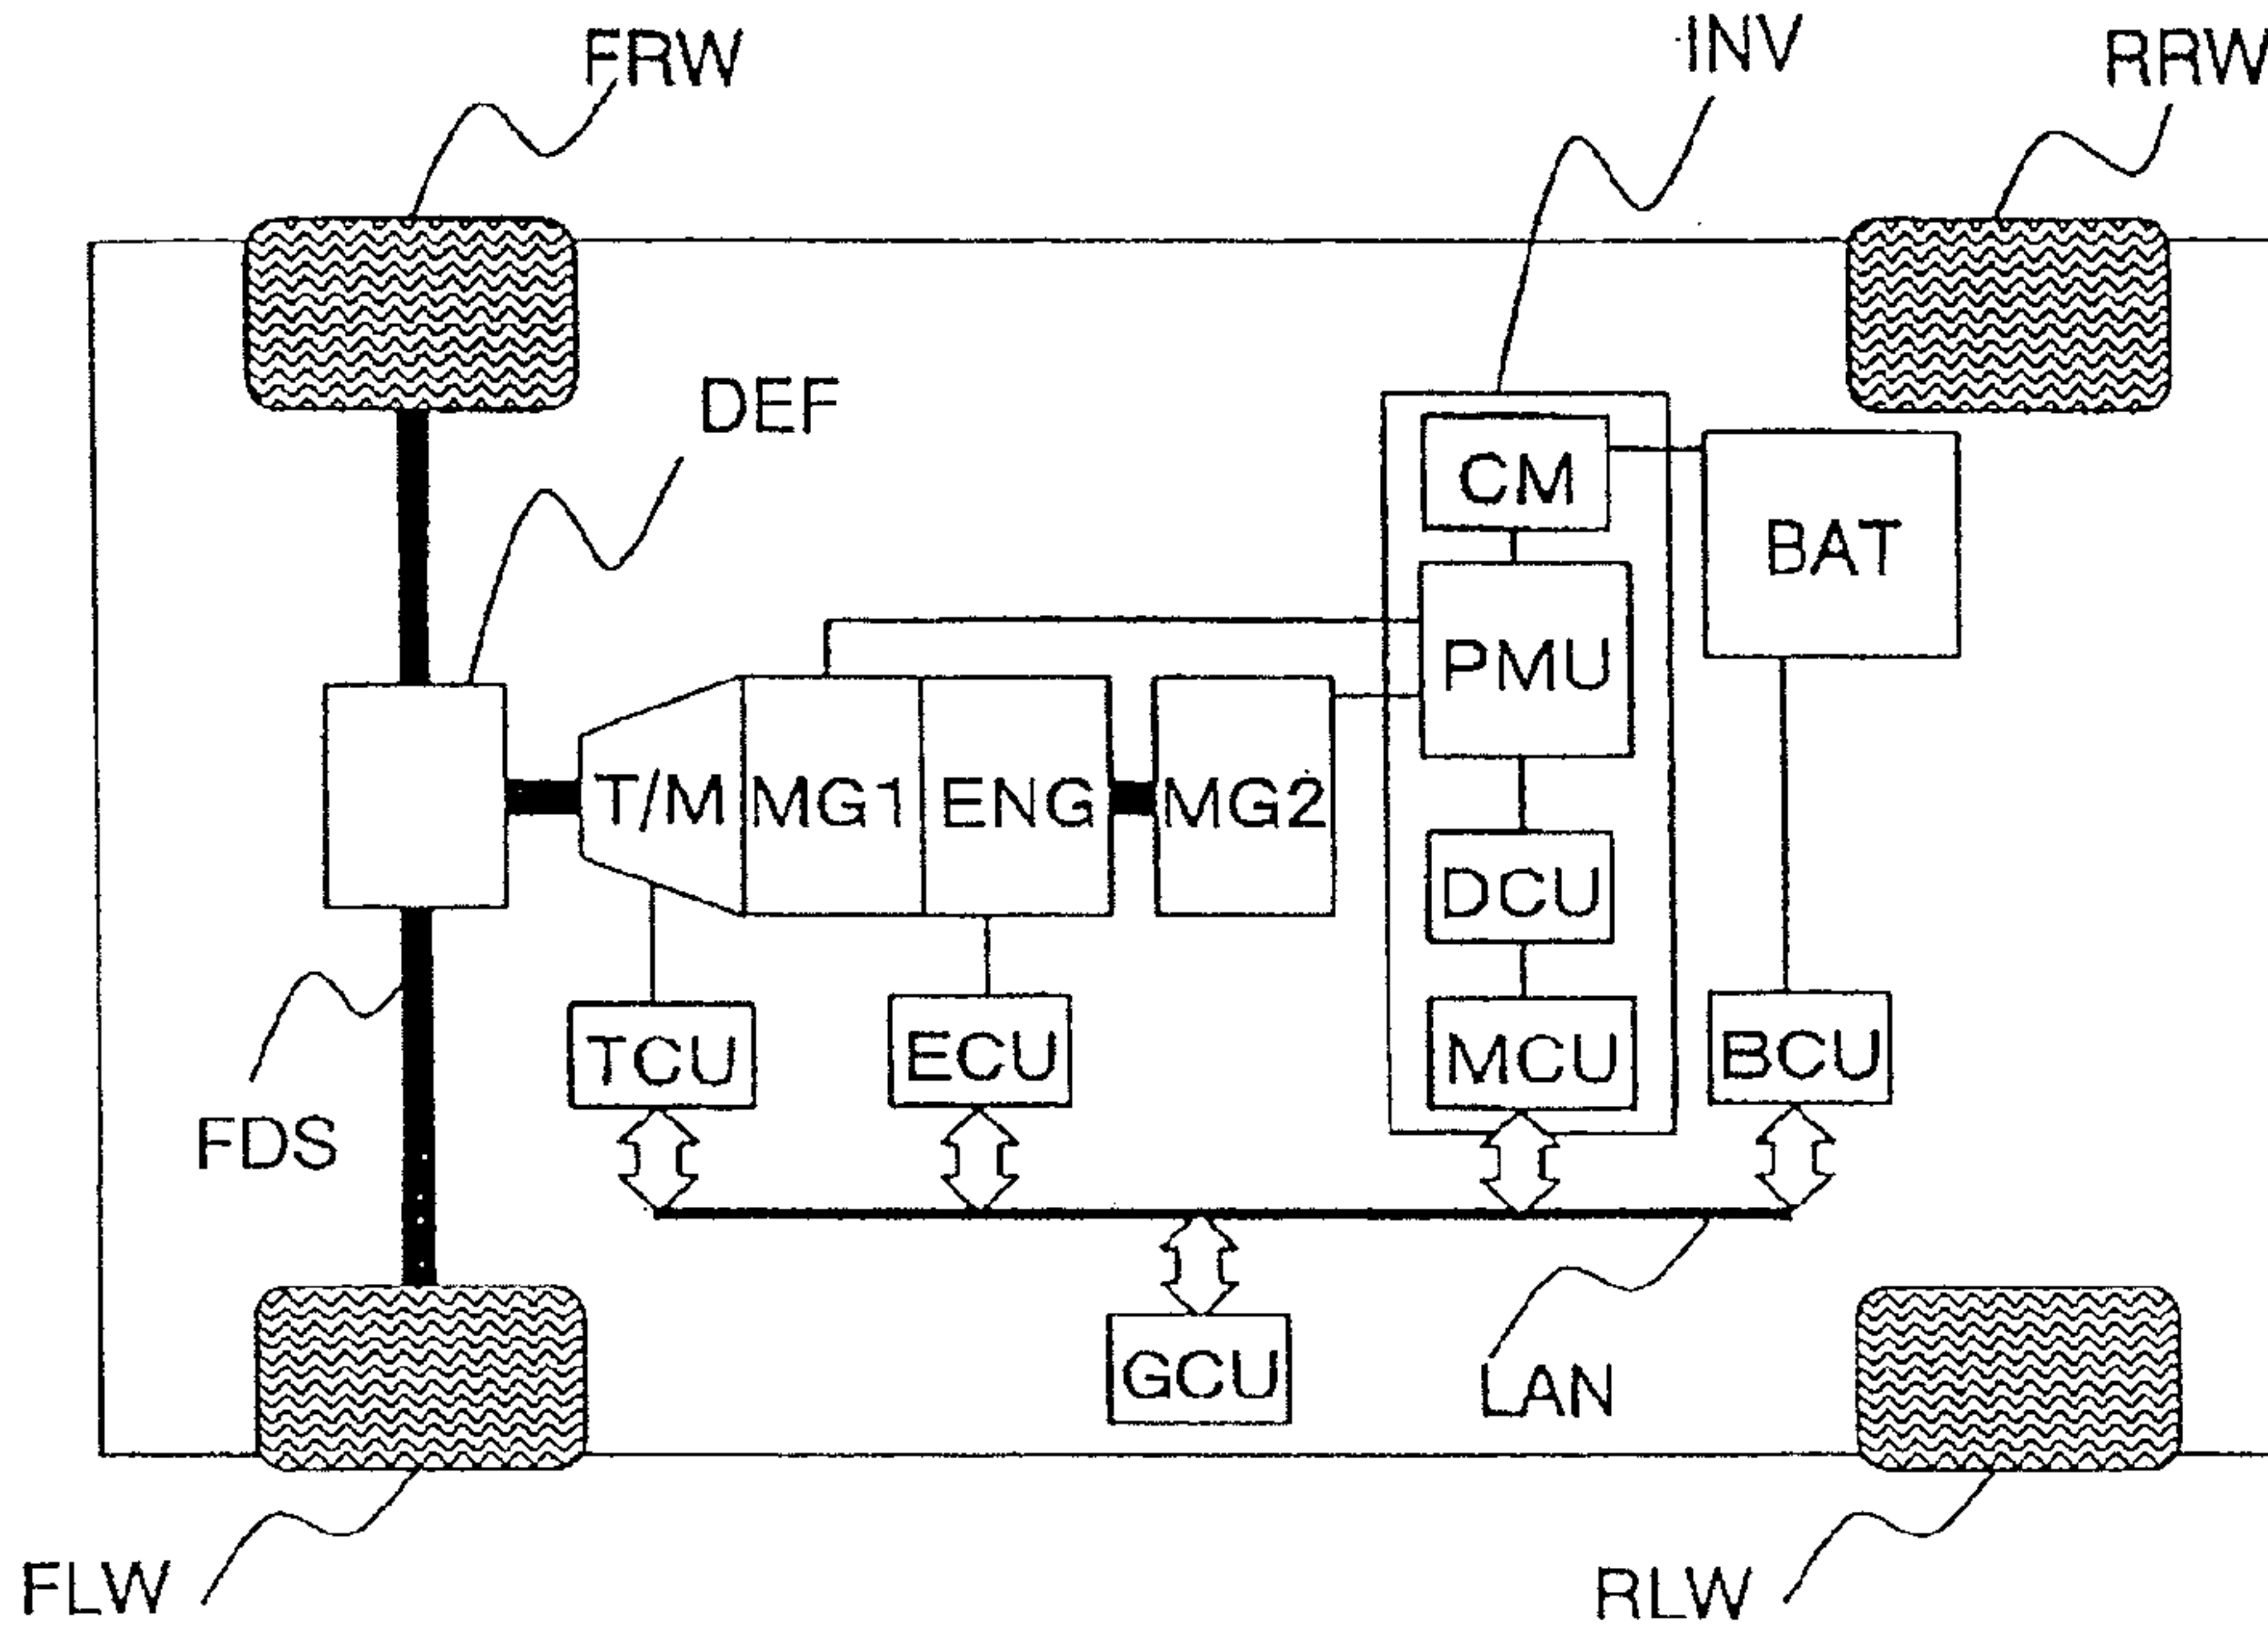 FRW
INV
RRW
DEF
CM
BAT
PMU
T/M
MG1
ENG
MG2
DCU
TCU
ECU
MCU
BCU
FDS
GCU
LAN
FLW
RLW